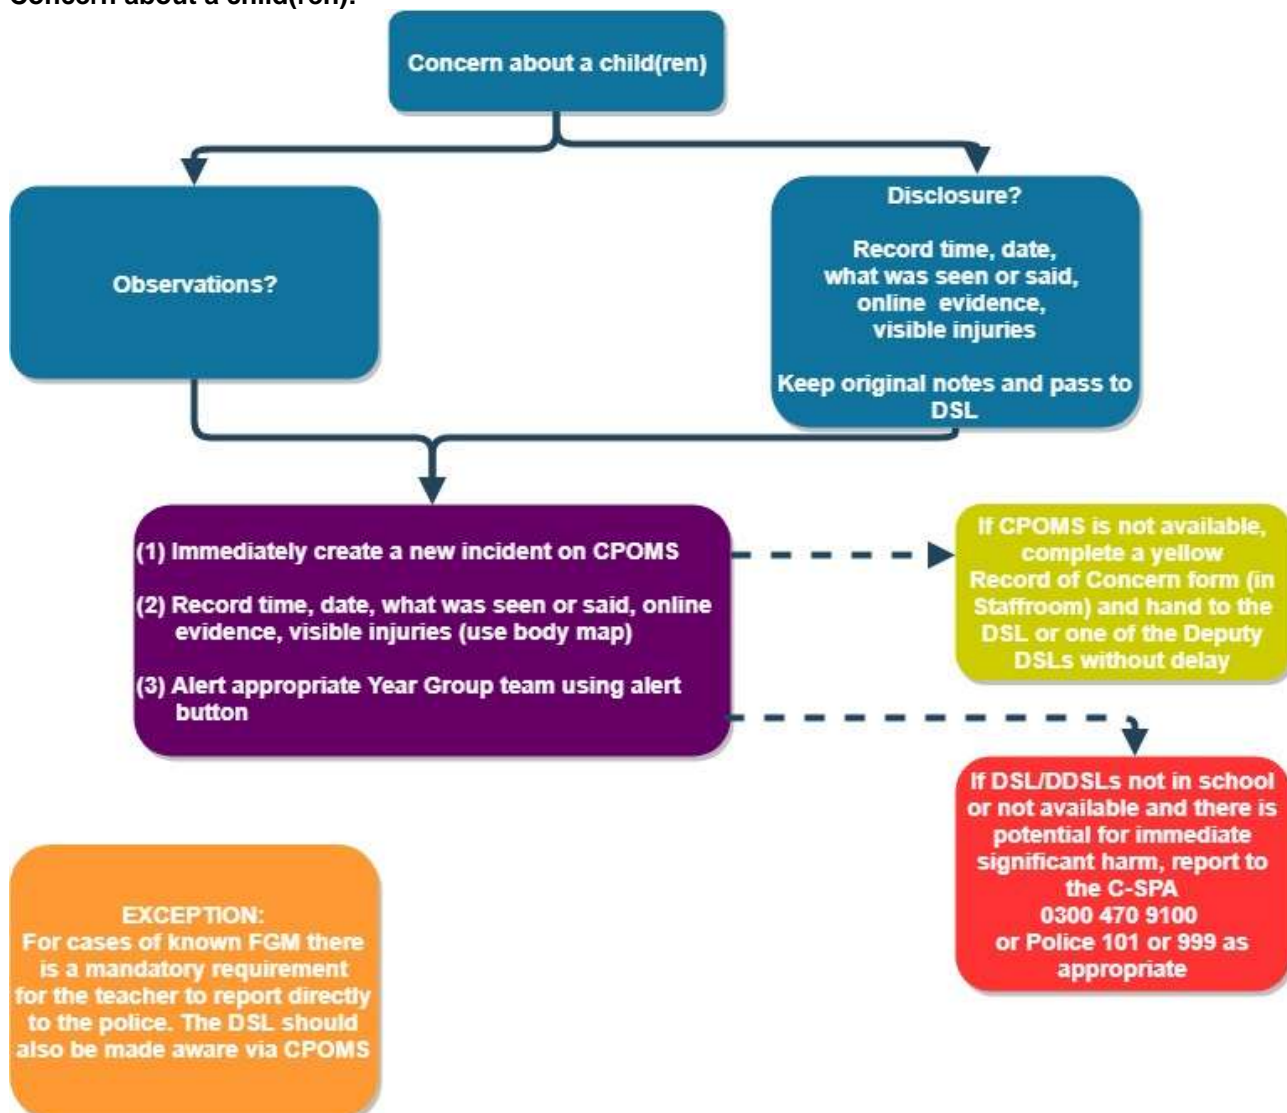 Concern about a child(ren):
Concern about a child(ren)
Observations?
Disclosure?
Record time, date,
what was seen or said,
online evidence,
visible injuries
Keep original notes and pass to
DSL
(1) Immediately create a new incident on CPOMS
(2) Record time, date, what was seen or said, online
evidence, visible injuries (use body map)
(3) Alert appropriate Year Group team using alert
button
If CPOMS is not available,
complete a yellow
Record of Concern form (in
Staffroom) and hand to the
DSL or one of the Deputy
DSLs without delay
If DSL/DDSLs not in school
or not available and there is
potential for immediate
significant harm, report to
the C-SPA
0300 470 9100
or Police 101 or 999 as
appropriate
EXCEPTION:
For cases of known FGM there
is a mandatory requirement
for the teacher to report directly
to the police. The DSL should
also be made aware via CPOMS